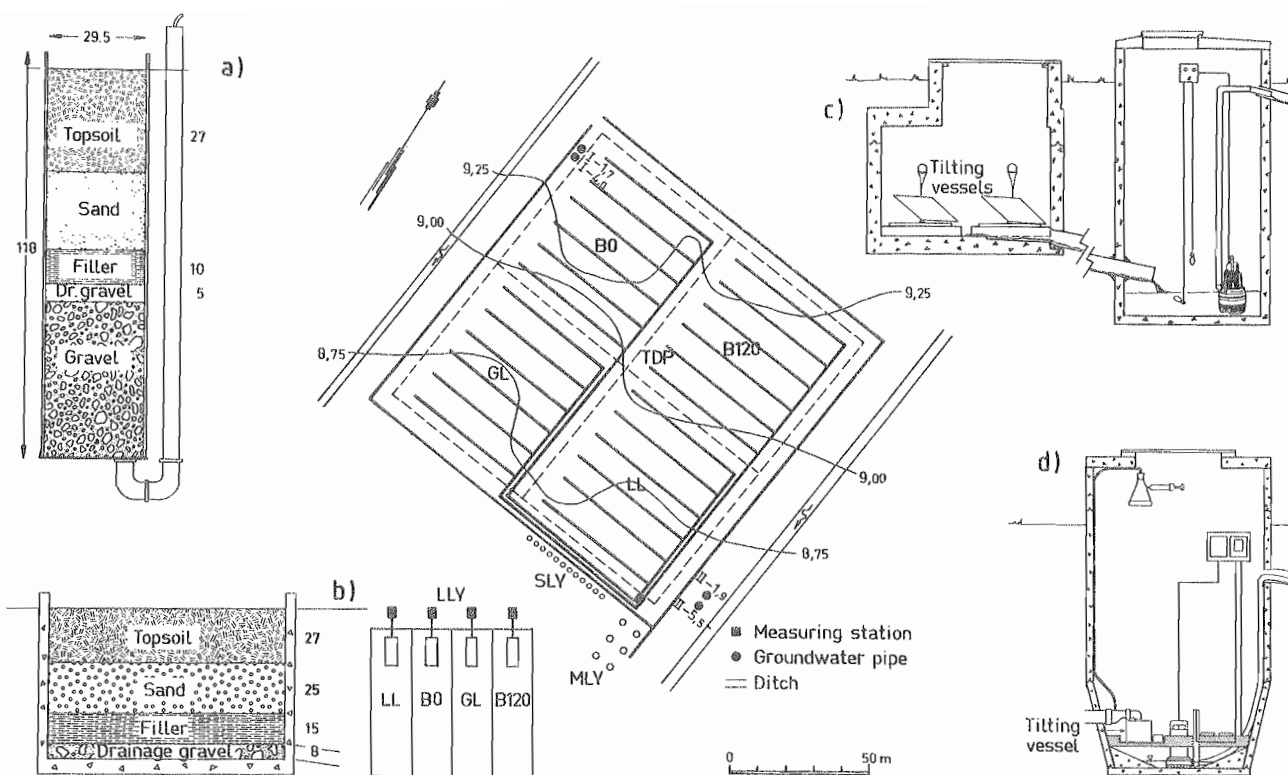 29.5
a)
118
Topsoil
27
Sand
Filler
10
Dr. gravel
5
Gravel
b)
Topsoil
27
Sand
25
Filler
15
Drainage gravel
8
LLY
LL
B0
GL
B120
9,25
9,00
8,75
I-1,7
B0
GL
TDP
B120
LL
9,25
9,00
8,75
SLY
MLY
II-1,9
II-5,5
Measuring station
Groundwater pipe
Ditch
0
50 m
c)
Tilting
vessels
d)
Tilting
vessel